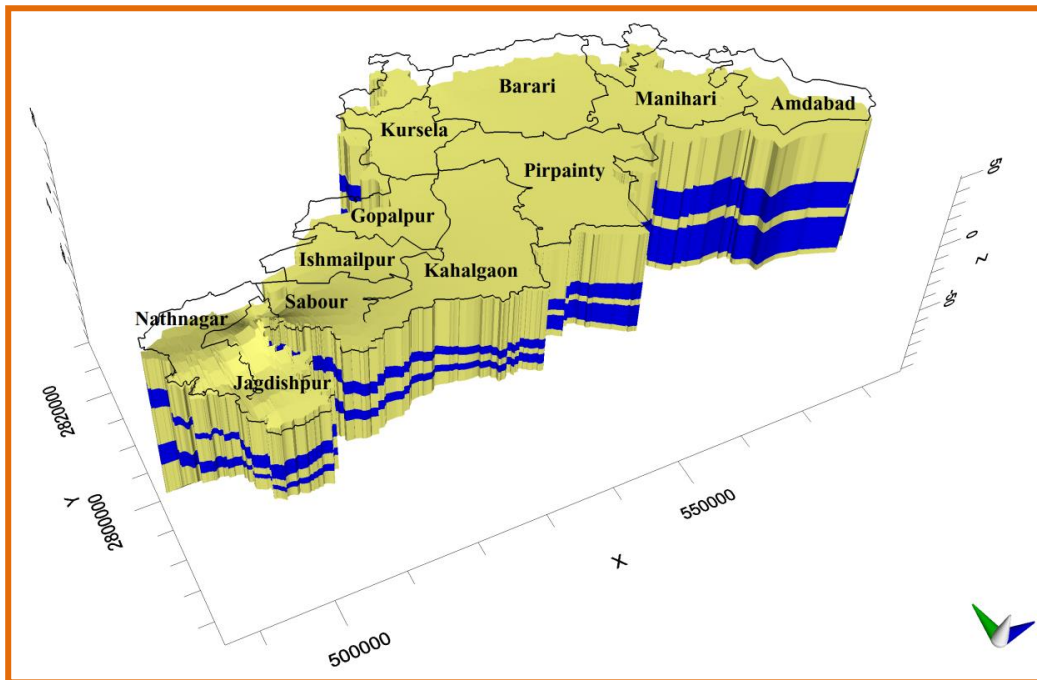 Barari
Manihari
Amdabad
Kursela
Pirpainty
Gopalpur
Ishmailpur
Kahalgaon
Sabour
Nathnagar
Jagdishpur
50
0
Z
-50
2820000
2800000
Y
X
550000
500000